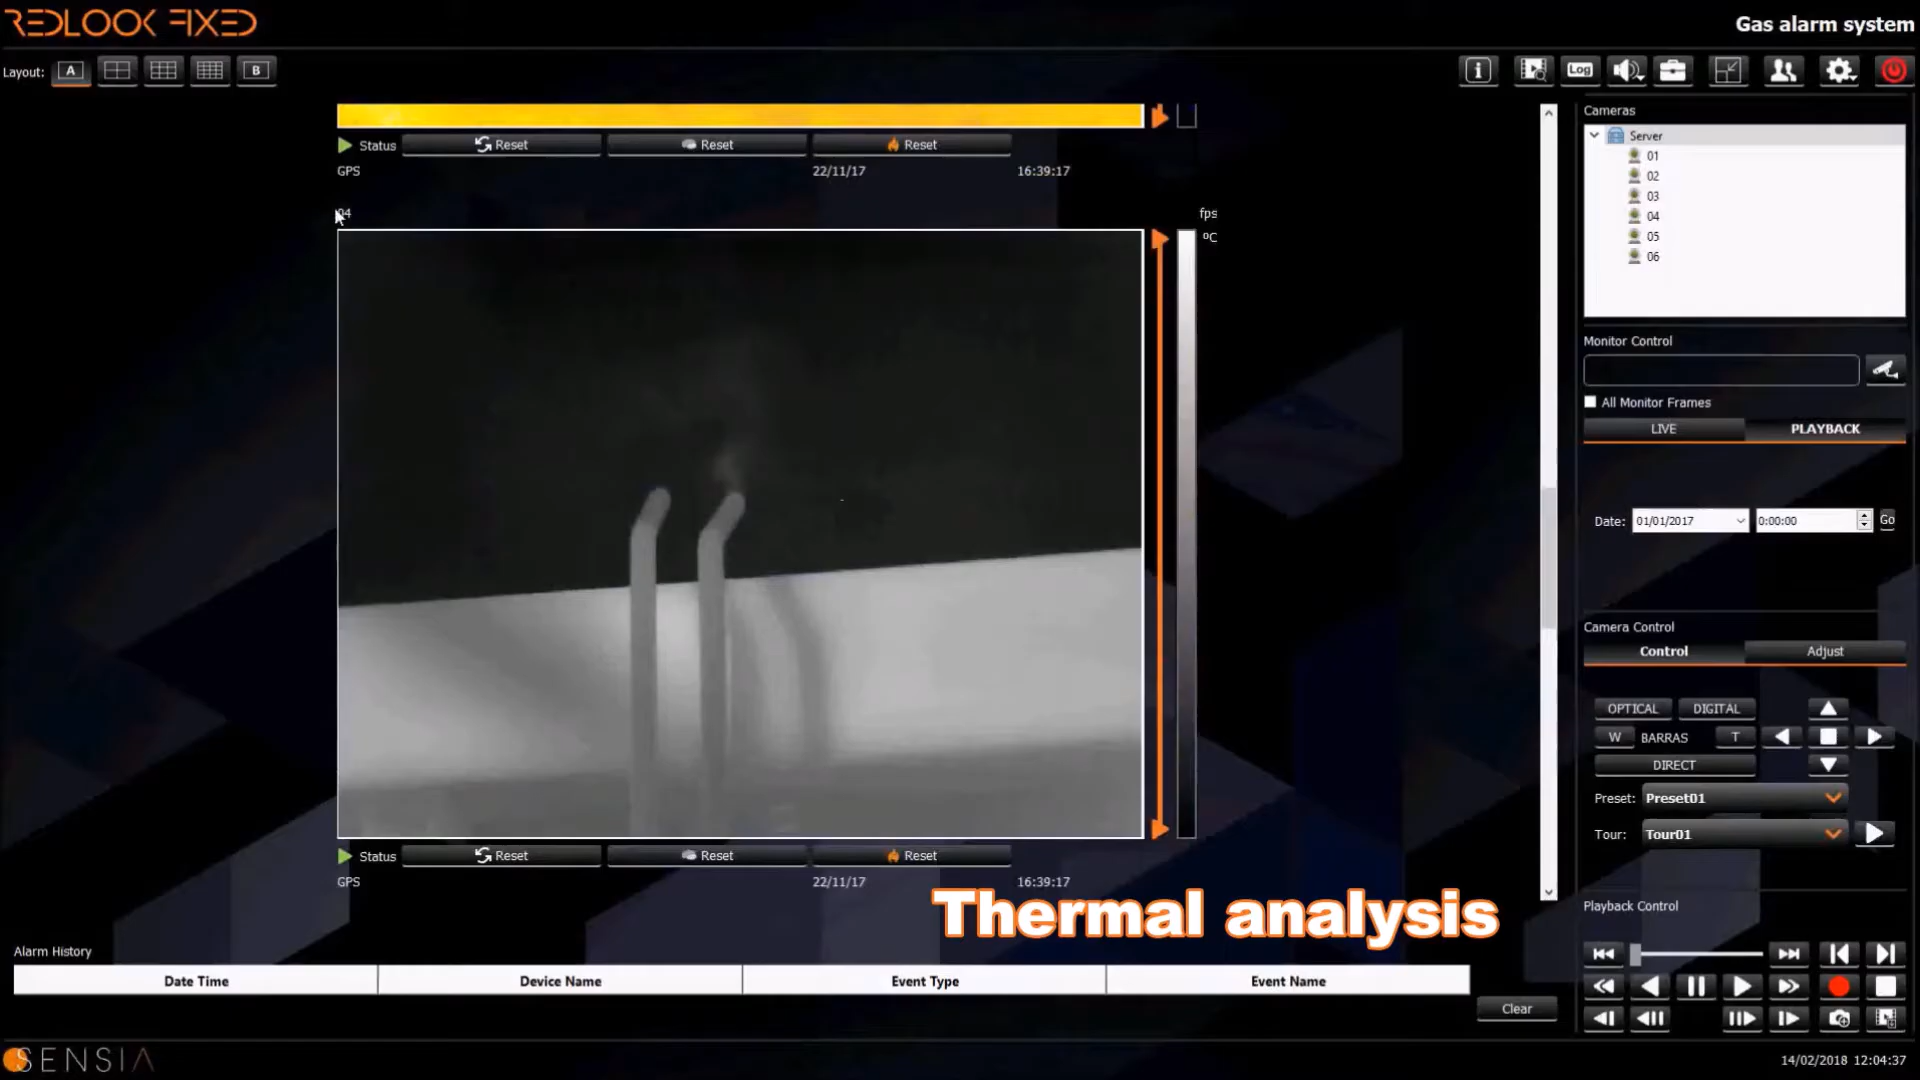 REDLOOK FIXED
Gas alarm system
Layout:
A
B
Log
Status
Reset
Reset
Reset
GPS
22/11/17
16:39:17
04
fps
ºC
Status
Reset
Reset
Reset
GPS
22/11/17
16:39:17
Thermal analysis
Cameras
Server
01
02
03
04
05
06
Monitor Control
All Monitor Frames
LIVE
PLAYBACK
Date:
01/01/2017
0:00:00
Go
Camera Control
Control
Adjust
OPTICAL
DIGITAL
W
BARRAS
T
DIRECT
Preset:
Preset01
Tour:
Tour01
Playback Control
Alarm History
Date Time
Device Name
Event Type
Event Name
Clear
SENSIA
14/02/2018 12:04:37